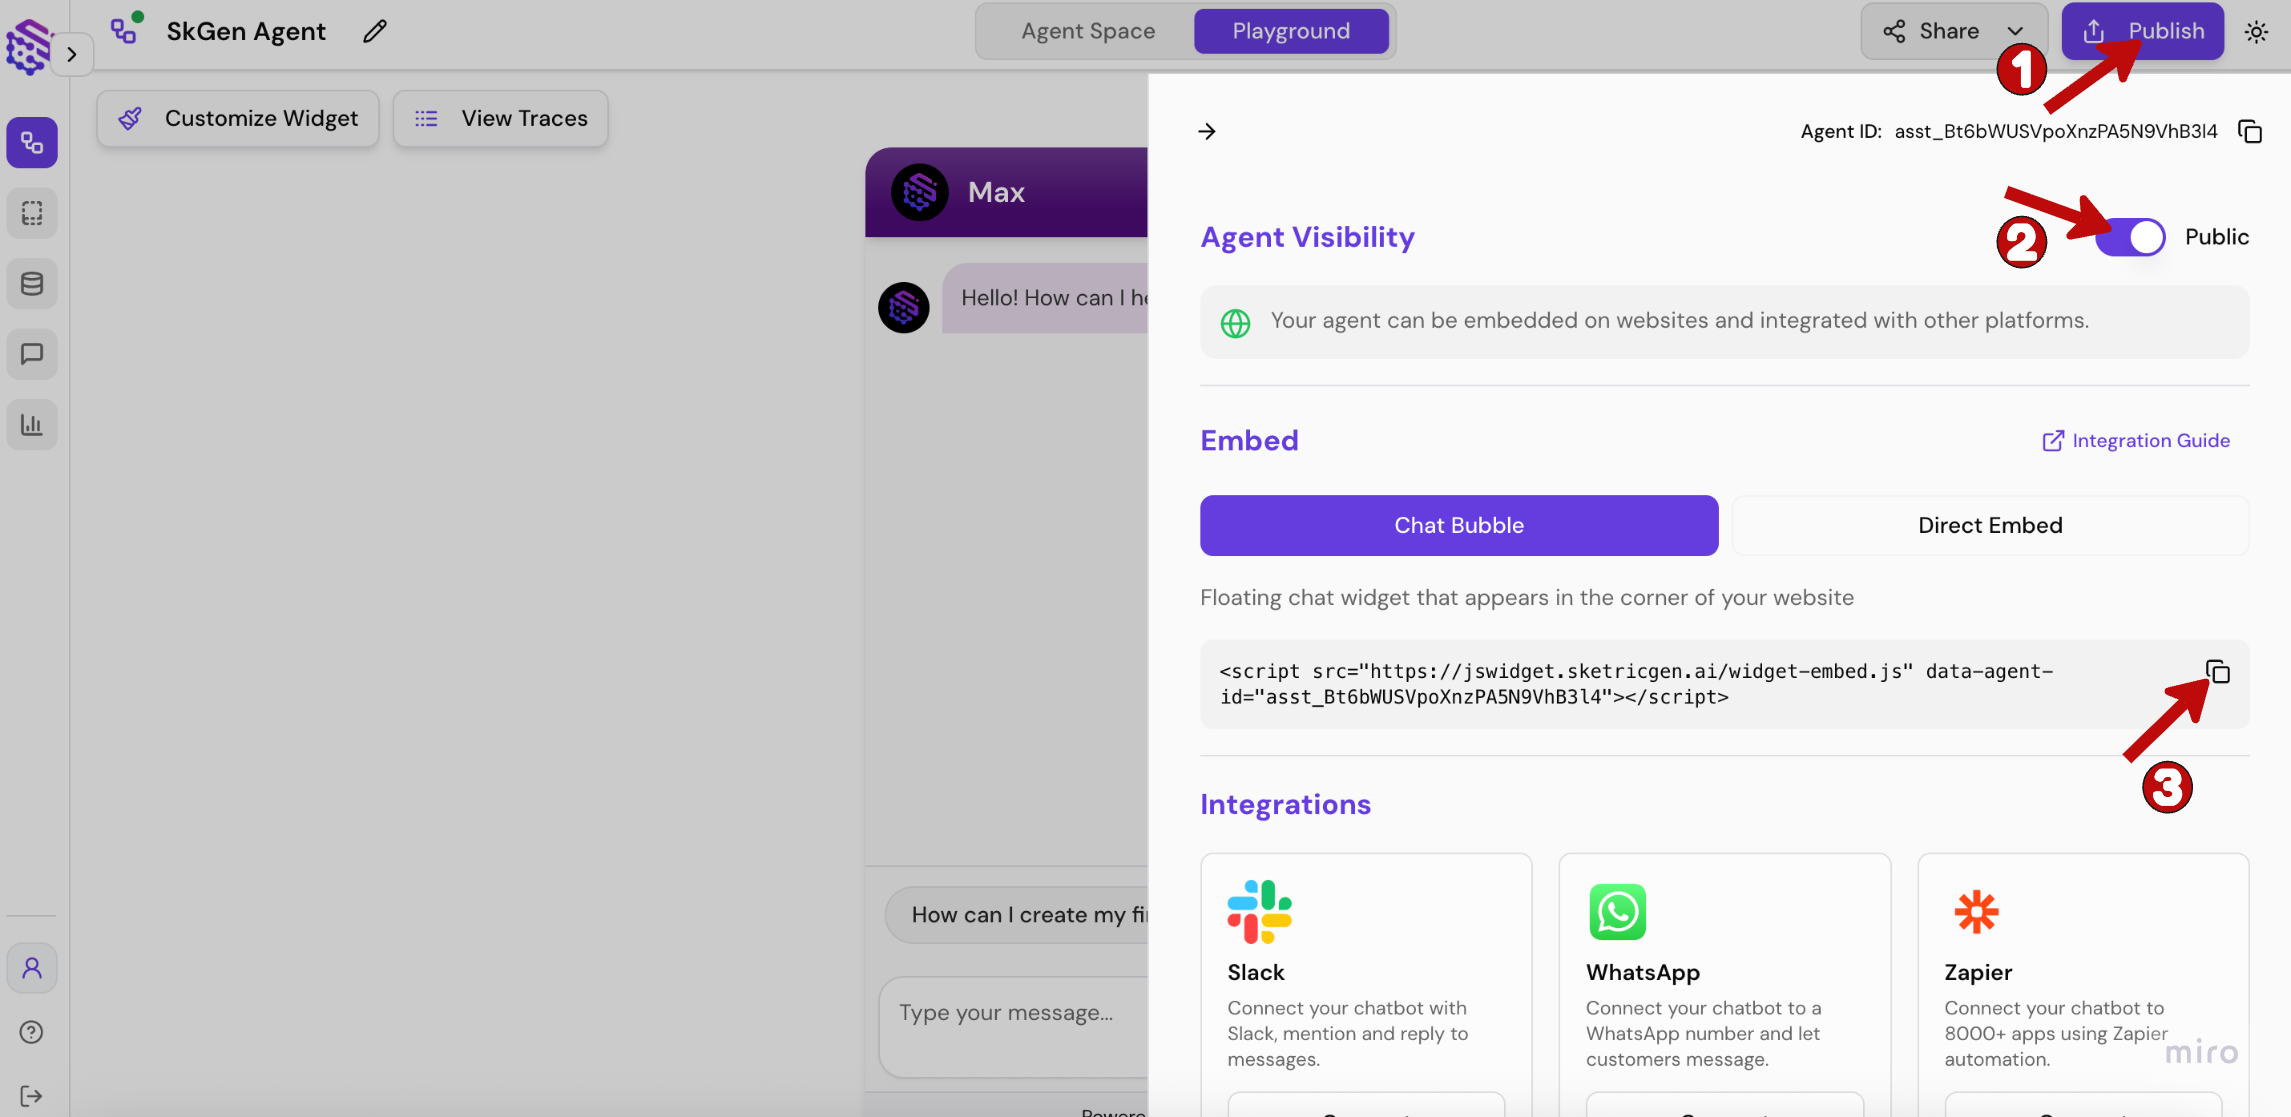 SkGen Agent
Agent Space
Playground
Share
Publish
1
Customize Widget
View Traces
Agent ID: asst_Bt6bWUSVpoXnzPA5N9VhB3l4
Max
Agent Visibility
2
Public
Hello! How can I he
Your agent can be embedded on websites and integrated with other platforms.
Embed
Integration Guide
Chat Bubble
Direct Embed
Floating chat widget that appears in the corner of your website
<script src="https://jswidget.sketricgen.ai/widget-embed.js" data-agent-
id="asst_Bt6bWUSVpoXnzPA5N9VhB3l4"></script>
3
Integrations
How can I create my fi
Type your message...
Slack
Connect your chatbot with
Slack, mention and reply to
messages.
WhatsApp
Connect your chatbot to a
WhatsApp number and let
customers message.
Zapier
Connect your chatbot to
8000+ apps using Zapier
automation.
miro